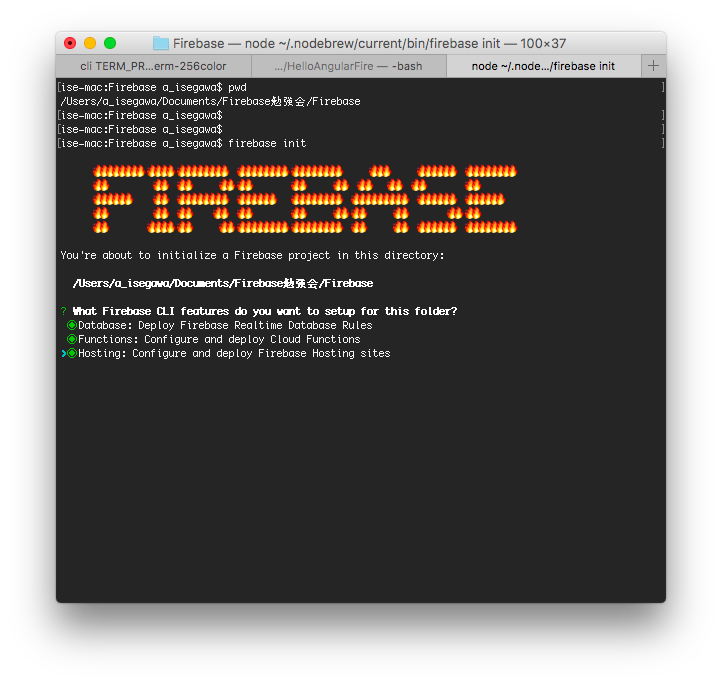 Firebase — node ~/.nodebrew/current/bin/firebase init — 100×37
cli TERM_PR...erm-256color
.../HelloAngularFire — -bash
node ~/.node.../firebase init
[ise-mac:Firebase a_isegawa$ pwd ]
/Users/a_isegawa/Documents/Firebase勉強会/Firebase
[ise-mac:Firebase a_isegawa$ ]
[ise-mac:Firebase a_isegawa$ ]
[ise-mac:Firebase a_isegawa$ firebase init ]
FIREBASE
You're about to initialize a Firebase project in this directory:
/Users/a_isegawa/Documents/Firebase勉強会/Firebase
? What Firebase CLI features do you want to setup for this folder?
◉Database: Deploy Firebase Realtime Database Rules
◉Functions: Configure and deploy Cloud Functions
❯◉Hosting: Configure and deploy Firebase Hosting sites